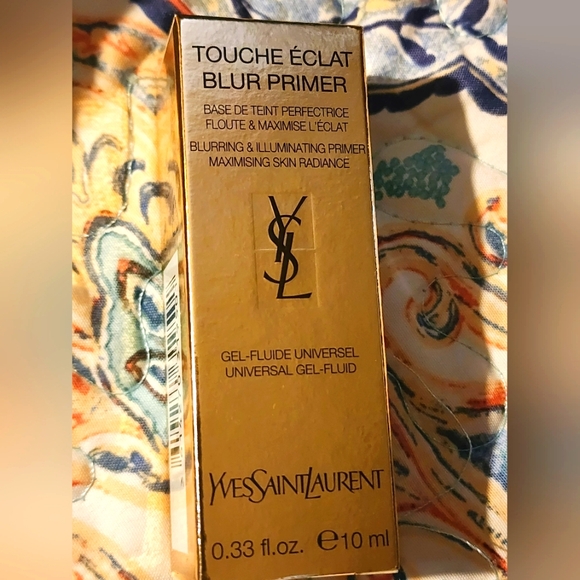 TOUCHE ÉCLAT
BLUR PRIMER
BASE DE TEINT PERFECTRICE
FLOUTE & MAXIMISE L'ÉCLAT
BLURRING & ILLUMINATING PRIMER
MAXIMISING SKIN RADIANCE
YSL
GEL-FLUIDE UNIVERSEL
UNIVERSAL GEL-FLUID
YVESSAINTLAURENT
0.33 fl.oz. ℮10 ml